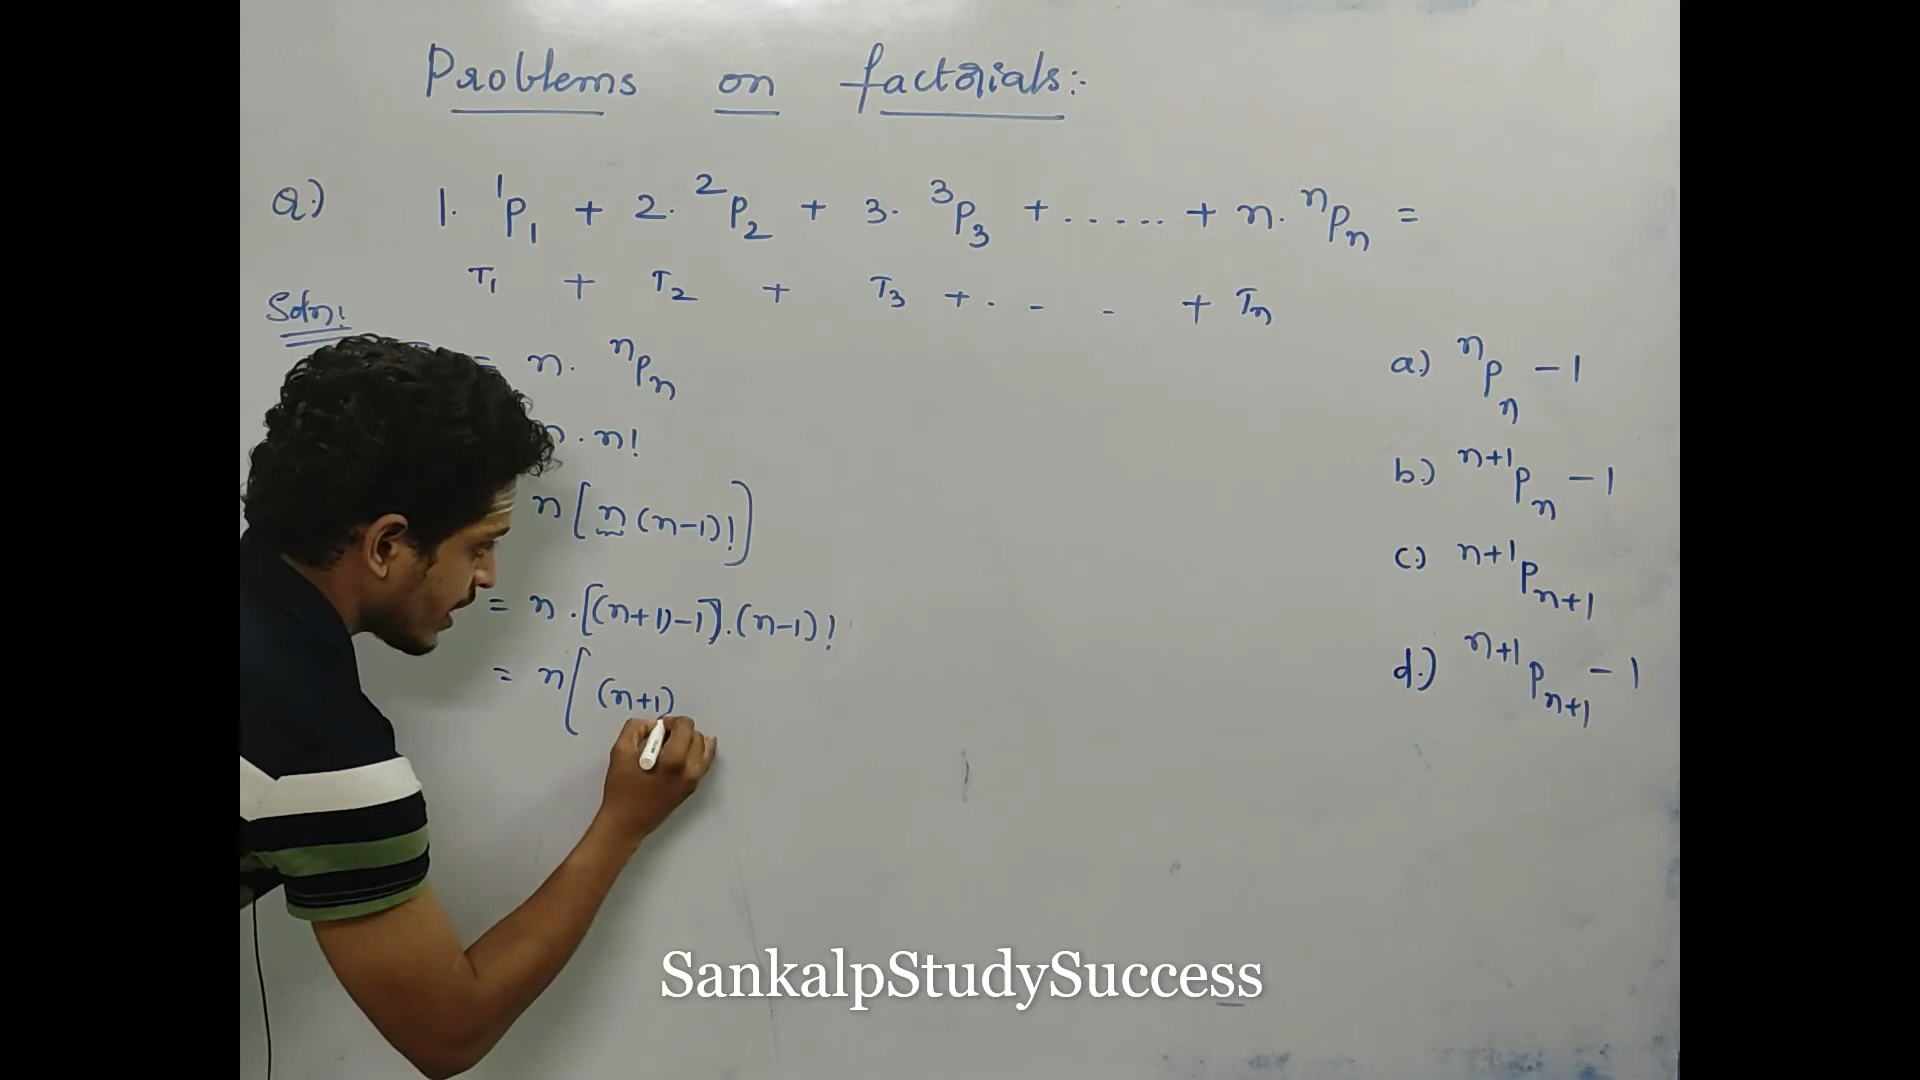 Problems on factorials:-
Q.) 1. ¹P₁ + 2. ²P₂ + 3. ³P₃ + ...... + n. ⁿPₙ =
T₁ + T₂ + T₃ + . - - + Tₙ
Soln:
= n. ⁿPₙ
n . n!
n [n (n-1)!]
= n . [(n+1)-1] . (n-1)!
= n [(n+1)
a.) ⁿPₙ - 1
b.) ⁿ⁺¹Pₙ - 1
c.) ⁿ⁺¹Pₙ₊₁
d.) ⁿ⁺¹Pₙ₊₁ - 1
SankalpStudySuccess